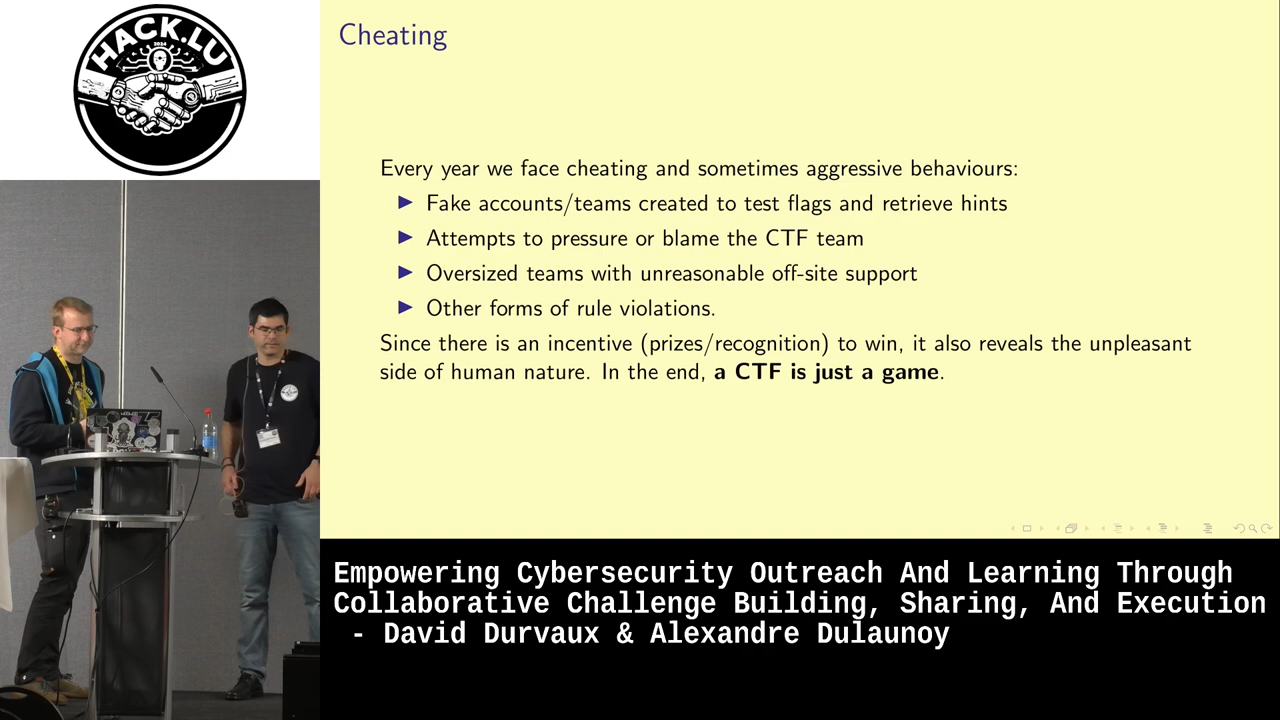 HACK.LU
2024
Cheating
Every year we face cheating and sometimes aggressive behaviours:
▶ Fake accounts/teams created to test flags and retrieve hints
▶ Attempts to pressure or blame the CTF team
▶ Oversized teams with unreasonable off-site support
▶ Other forms of rule violations.
Since there is an incentive (prizes/recognition) to win, it also reveals the unpleasant
side of human nature. In the end, a CTF is just a game.
Empowering Cybersecurity Outreach And Learning Through
Collaborative Challenge Building, Sharing, And Execution
- David Durvaux & Alexandre Dulaunoy